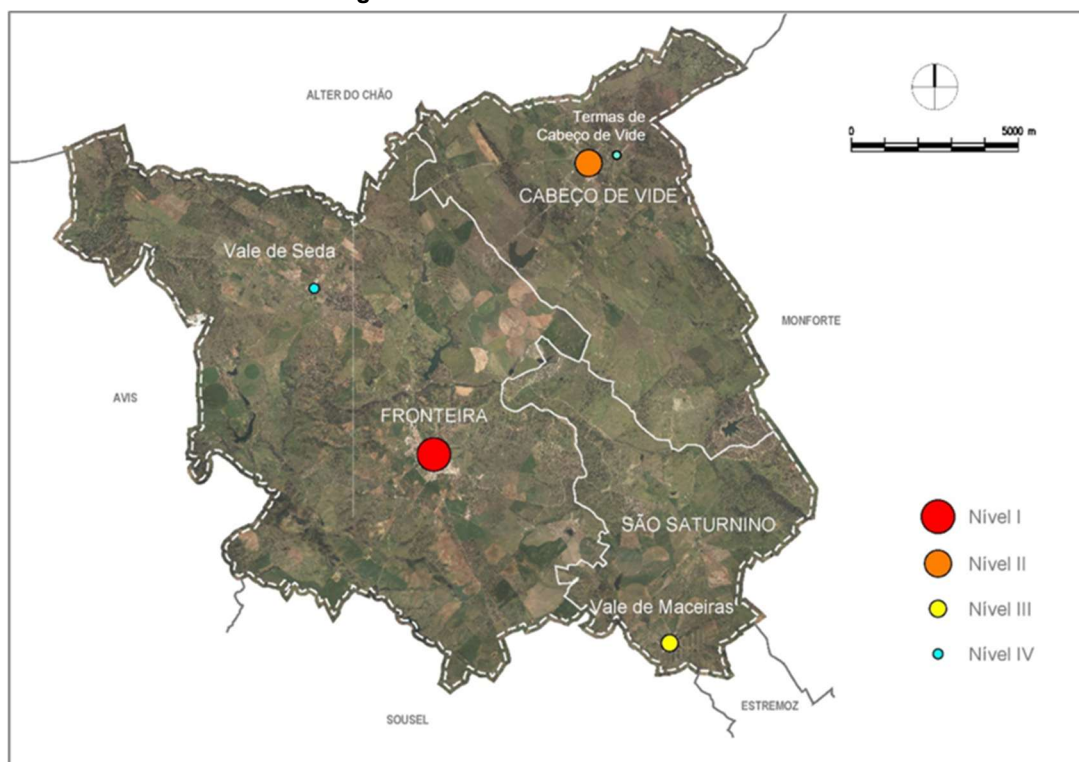 ALTER DO CHÃO
Termas de
Cabeço de Vide
0
5000 m
CABEÇO DE VIDE
Vale de Seda
MONFORTE
AVIS
FRONTEIRA
SÃO SATURNINO
Nível I
Nível II
Vale de Maceiras
Nível III
Nível IV
ESTREMOZ
SOUSEL